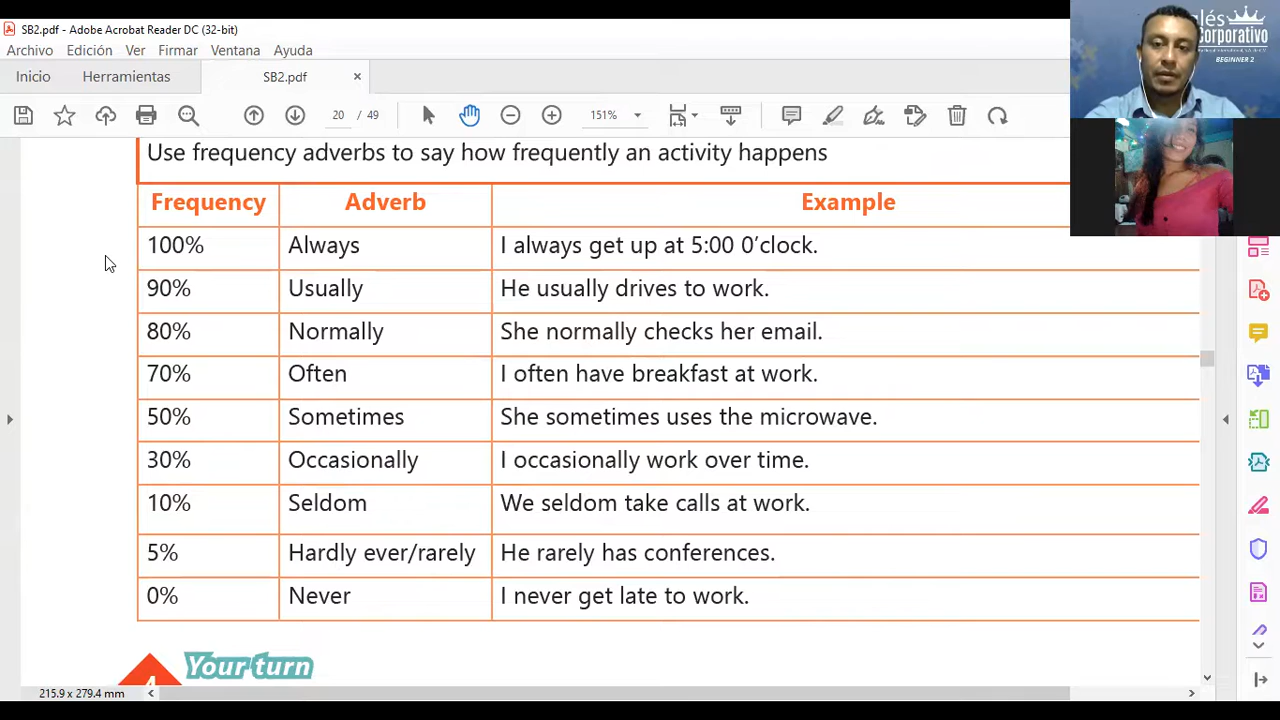 SB2.pdf - Adobe Acrobat Reader DC (32-bit)
Archivo Edición Ver Firmar Ventana Ayuda
Inicio Herramientas SB2.pdf ×
20 / 49 151%
Use frequency adverbs to say how frequently an activity happens
Frequency Adverb Example
100% Always I always get up at 5:00 0'clock.
90% Usually He usually drives to work.
80% Normally She normally checks her email.
70% Often I often have breakfast at work.
50% Sometimes She sometimes uses the microwave.
30% Occasionally I occasionally work over time.
10% Seldom We seldom take calls at work.
5% Hardly ever/rarely He rarely has conferences.
0% Never I never get late to work.
4 Your turn
215.9 x 279.4 mm
glés
Corporativo
BEGINNER 2